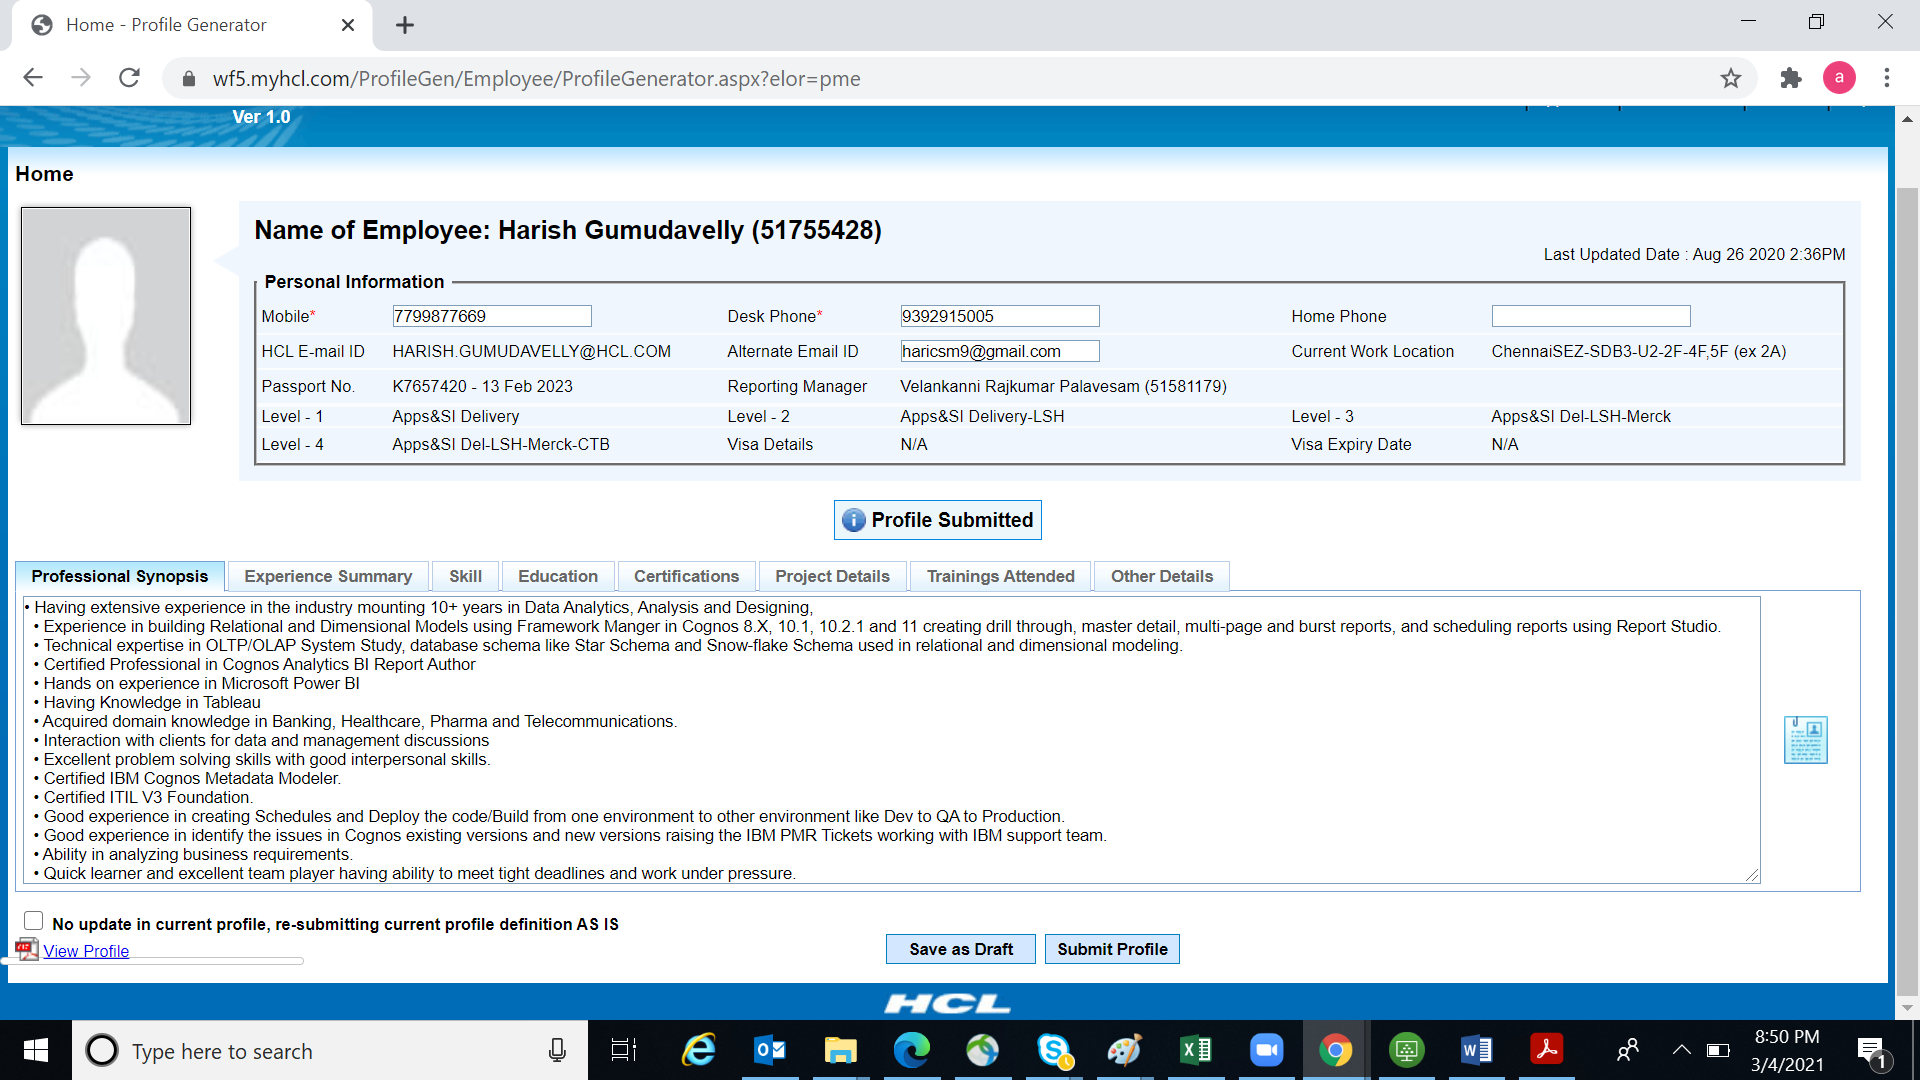 Home - Profile Generator
wf5.myhcl.com/ProfileGen/Employee/ProfileGenerator.aspx?elor=pme
a
Ver 1.0
Home
Name of Employee: Harish Gumudavelly (51755428)
Last Updated Date : Aug 26 2020 2:36PM
Personal Information
Mobile* 7799877669 Desk Phone* 9392915005 Home Phone
HCL E-mail ID HARISH.GUMUDAVELLY@HCL.COM Alternate Email ID haricsm9@gmail.com Current Work Location ChennaiSEZ-SDB3-U2-2F-4F,5F (ex 2A)
Passport No. K7657420 - 13 Feb 2023 Reporting Manager Velankanni Rajkumar Palavesam (51581179)
Level - 1 Apps&SI Delivery Level - 2 Apps&SI Delivery-LSH Level - 3 Apps&SI Del-LSH-Merck
Level - 4 Apps&SI Del-LSH-Merck-CTB Visa Details N/A Visa Expiry Date N/A
Profile Submitted
Professional Synopsis Experience Summary Skill Education Certifications Project Details Trainings Attended Other Details
• Having extensive experience in the industry mounting 10+ years in Data Analytics, Analysis and Designing,
• Experience in building Relational and Dimensional Models using Framework Manger in Cognos 8.X, 10.1, 10.2.1 and 11 creating drill through, master detail, multi-page and burst reports, and scheduling reports using Report Studio.
• Technical expertise in OLTP/OLAP System Study, database schema like Star Schema and Snow-flake Schema used in relational and dimensional modeling.
• Certified Professional in Cognos Analytics BI Report Author
• Hands on experience in Microsoft Power BI
• Having Knowledge in Tableau
• Acquired domain knowledge in Banking, Healthcare, Pharma and Telecommunications.
• Interaction with clients for data and management discussions
• Excellent problem solving skills with good interpersonal skills.
• Certified IBM Cognos Metadata Modeler.
• Certified ITIL V3 Foundation.
• Good experience in creating Schedules and Deploy the code/Build from one environment to other environment like Dev to QA to Production.
• Good experience in identify the issues in Cognos existing versions and new versions raising the IBM PMR Tickets working with IBM support team.
• Ability in analyzing business requirements.
• Quick learner and excellent team player having ability to meet tight deadlines and work under pressure.
No update in current profile, re-submitting current profile definition AS IS
View Profile
Save as Draft Submit Profile
HCL
Type here to search
8:50 PM
3/4/2021
1